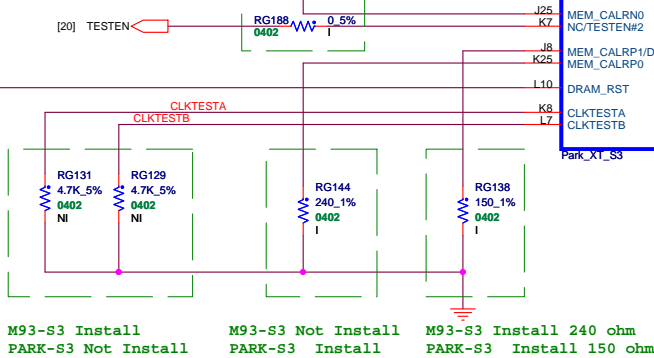 J25 MEM_CALRN0
[20] TESTEN RG188 0_5% K7 NC/TESTEN#2
0402 I
J8 MEM_CALRP1/D
K25 MEM_CALRP0
L10 DRAM_RST
CLKTESTA K8 CLKTESTA
CLKTESTB L7 CLKTESTB
Park_XT_S3
RG131
4.7K_5%
0402
NI
RG129
4.7K_5%
0402
NI
RG144
240_1%
0402
I
RG138
150_1%
0402
I
M93-S3 Install
PARK-S3 Not Install
M93-S3 Not Install
PARK-S3 Install
M93-S3 Install 240 ohm
PARK-S3 Install 150 ohm